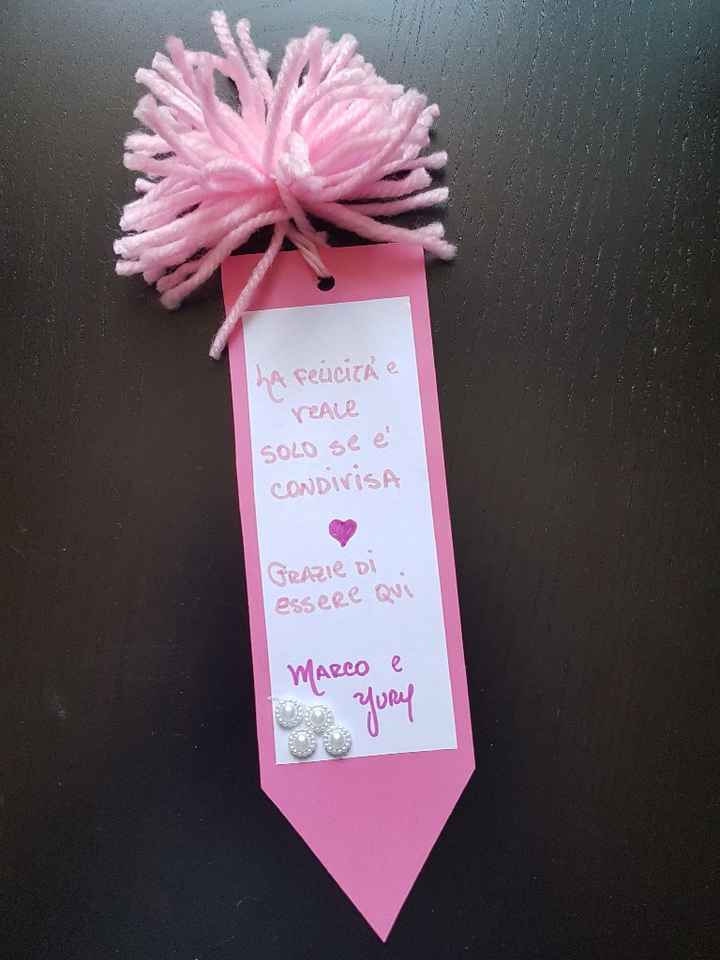 LA FELICITÀ e
reALe
SOLO Se e'
CONDIVISA
GRAZIE DI
essere QUI
MARCO e
YURY